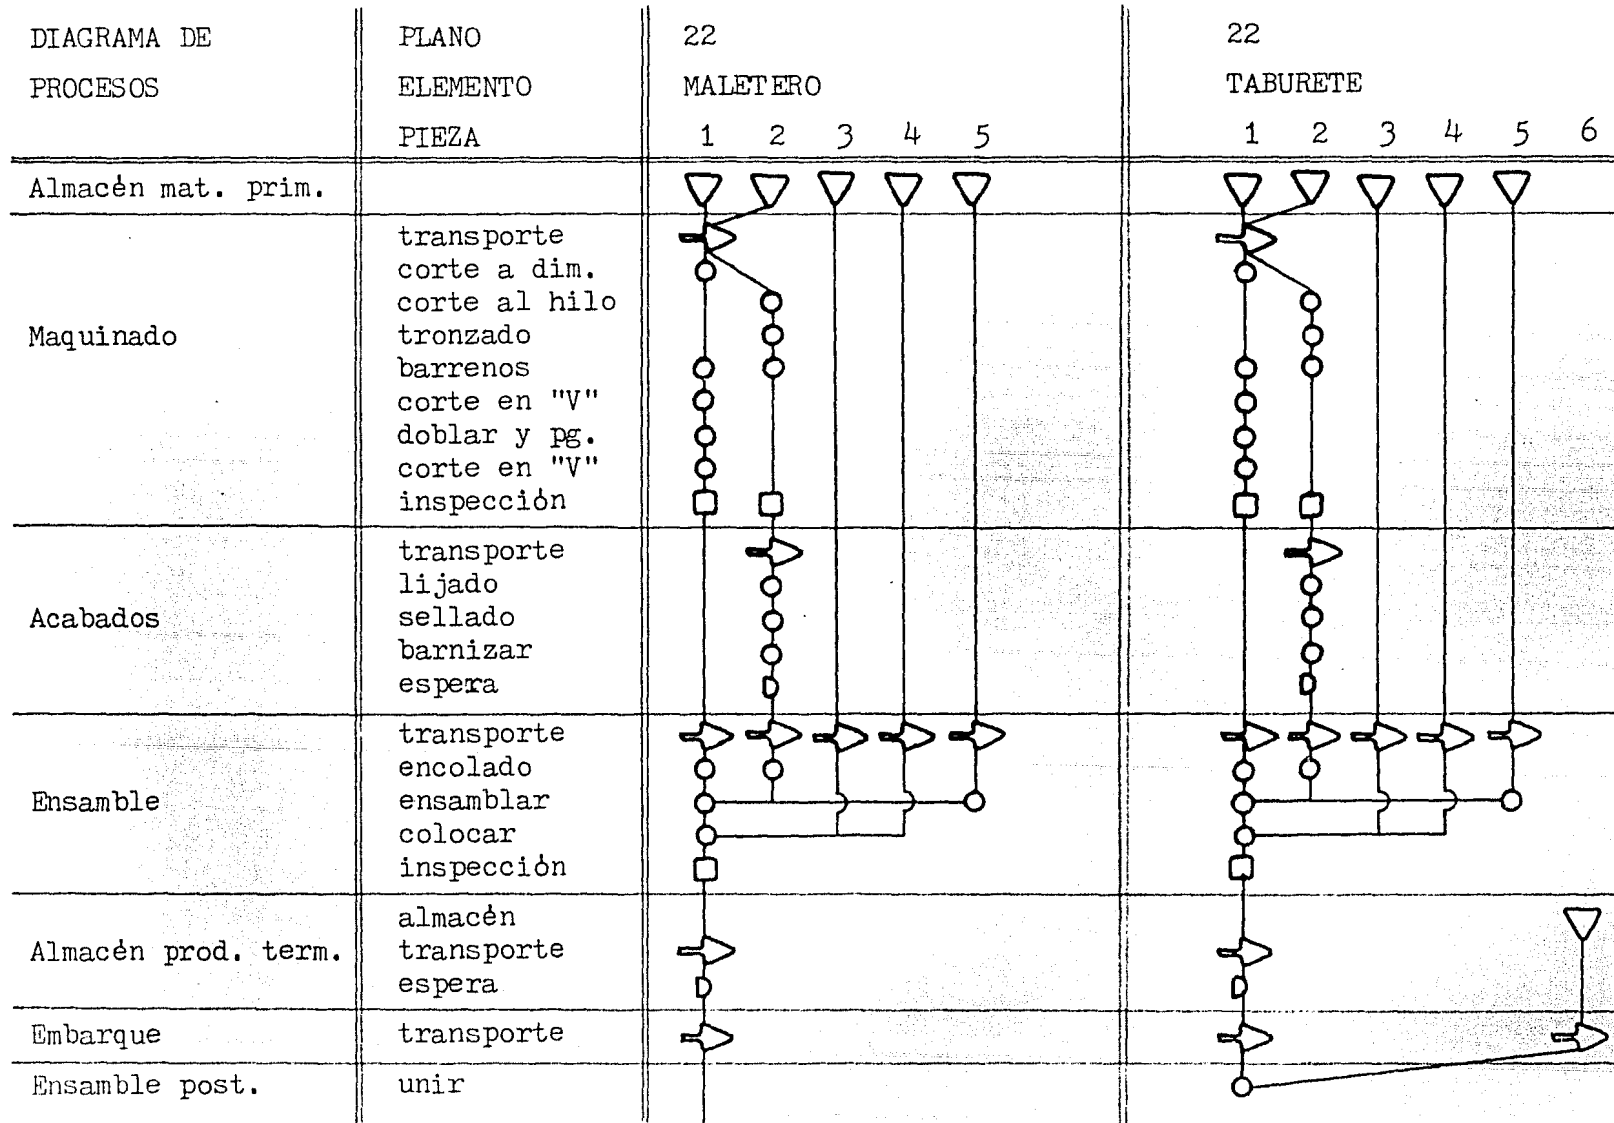 DIAGRAMA DE PLANO 22 22
PROCESOS ELEMENTO MALETERO TABURETE
PIEZA 1 2 3 4 5 1 2 3 4 5 6
Almacén mat. prim.
transporte
corte a dim.
corte al hilo
Maquinado tronzado
barrenos
corte en "V"
doblar y pg.
corte en "V"
inspección
transporte
lijado
Acabados sellado
barnizar
espera
transporte
encolado
Ensamble ensamblar
colocar
inspección
almacén
Almacén prod. term. transporte
espera
Embarque transporte
Ensamble post. unir